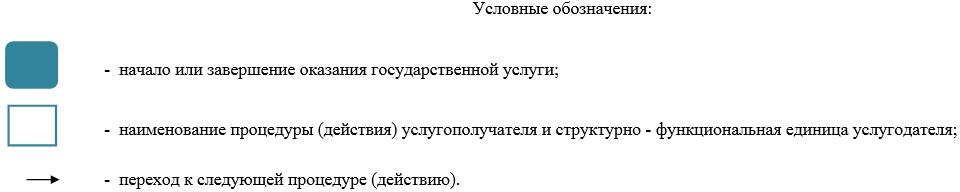 Условные обозначения:
- начало или завершение оказания государственной услуги;
- наименование процедуры (действия) услугополучателя и структурно - функциональная единица услугодателя;
- переход к следующей процедуре (действию).